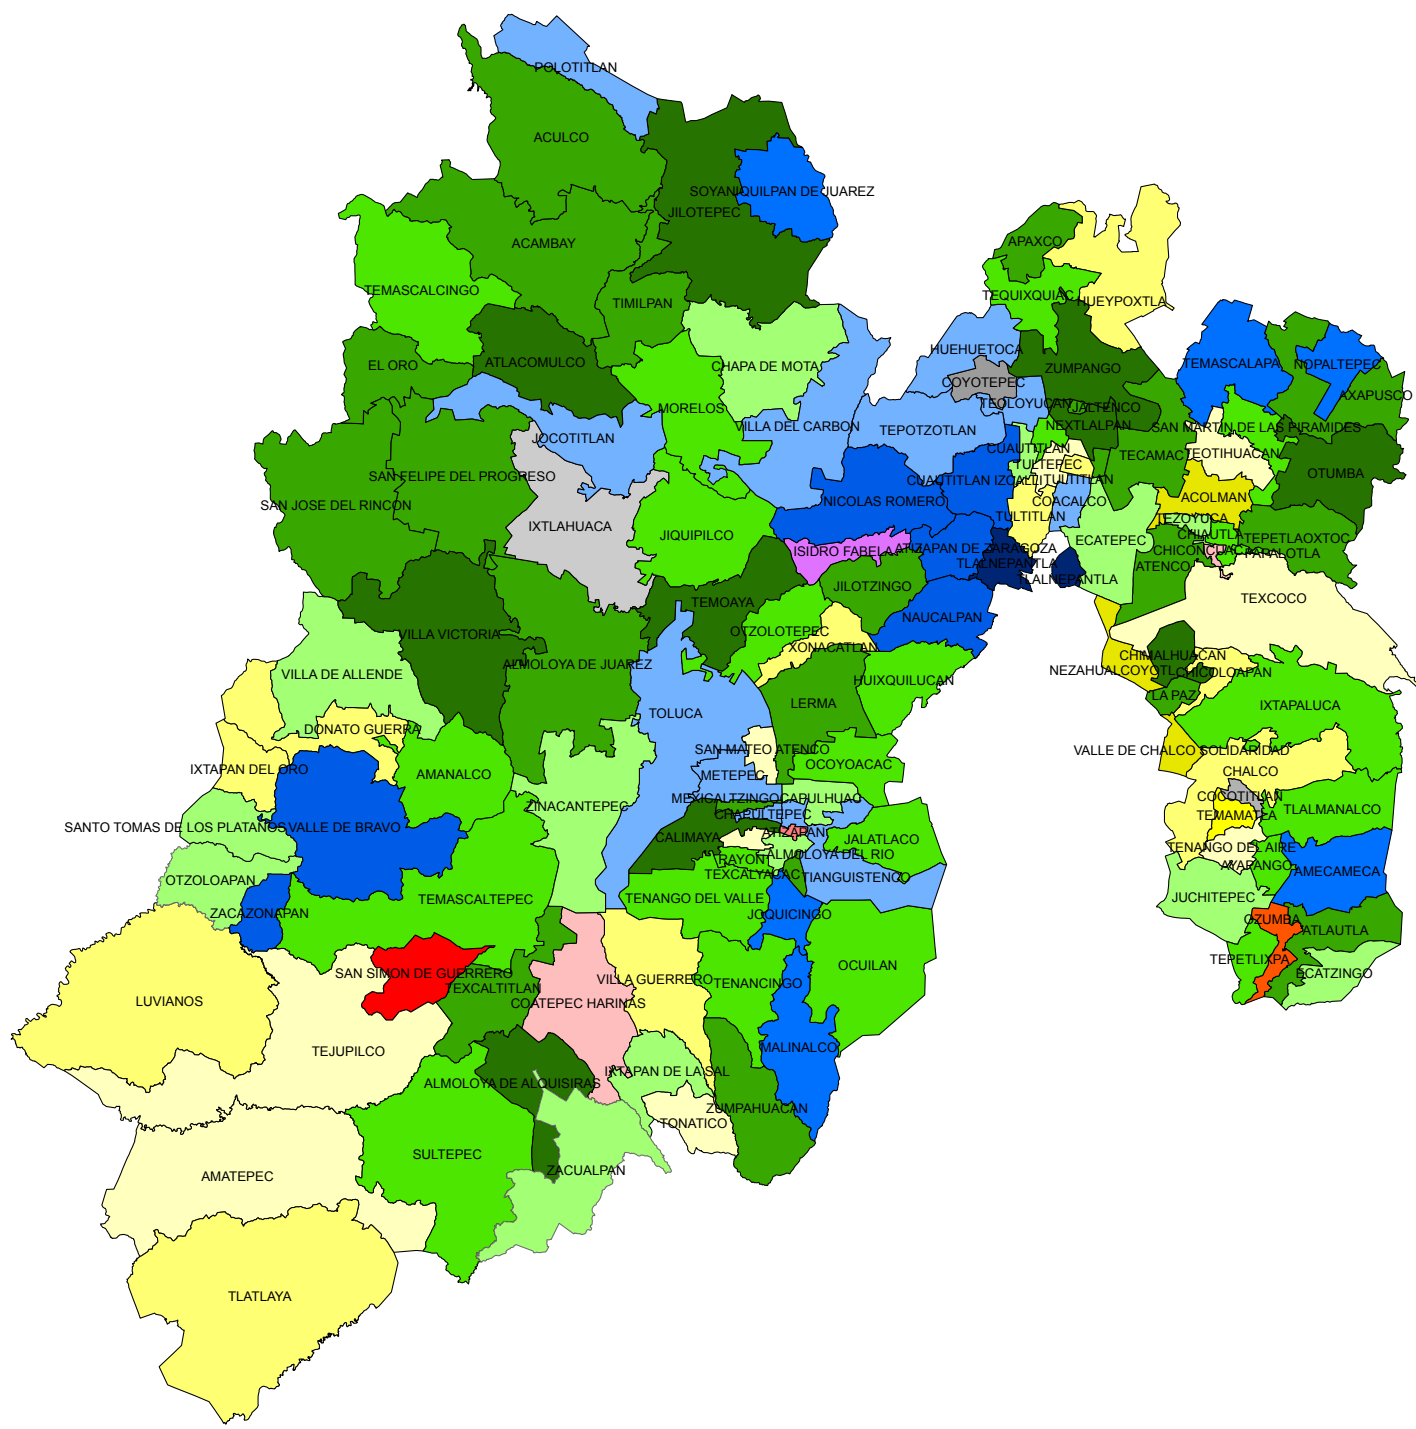 POLOTITLAN
ACULCO
SOYANIQUILPAN DE JUAREZ
JILOTEPEC
ACAMBAY
APAXCO
TEMASCALCINGO
TEQUIXQUIAC
HUEYPOXTLA
TIMILPAN
HUEHUETOCA
EL ORO
ATLACOMULCO
CHAPA DE MOTA
ZUMPANGO
TEMASCALAPA
NOPALTEPEC
COYOTEPEC
AXAPUSCO
TEOLOYUCAN
JALTENCO
MORELOS
VILLA DEL CARBON
TEPOTZOTLAN
NEXTLALPAN
SAN MARTIN DE LAS PIRAMIDES
JOCOTITLAN
CUAUTITLAN
TECAMAC
TEOTIHUACAN
TULTEPEC
OTUMBA
SAN FELIPE DEL PROGRESO
CUAUTITLAN IZCALLI
TULTITLAN
SAN JOSE DEL RINCON
NICOLAS ROMERO
COACALCO
ACOLMAN
TULTITLAN
IXTLAHUACA
TEZOYUCA
JIQUIPILCO
ECATEPEC
CHIAUTLA
TEPETLAOXTOC
ISIDRO FABELA
ATIZAPAN DE ZARAGOZA
CHICONCUAC
PAPALOTLA
TLALNEPANTLA
ATENCO
TLALNEPANTLA
JILOTZINGO
TEXCOCO
TEMOAYA
NAUCALPAN
VILLA VICTORIA
OTZOLOTEPEC
XONACATLAN
CHIMALHUACAN
ALMOLOYA DE JUAREZ
NEZAHUALCOYOTL
CHICOLOAPAN
VILLA DE ALLENDE
HUIXQUILUCAN
LA PAZ
LERMA
IXTAPALUCA
TOLUCA
DONATO GUERRA
SAN MATEO ATENCO
VALLE DE CHALCO SOLIDARIDAD
OCOYOACAC
IXTAPAN DEL ORO
AMANALCO
METEPEC
CHALCO
MEXICALTZINGO
CAPULHUAC
COCOTITLAN
ZINACANTEPEC
TLALMANALCO
CHAPULTEPEC
TEMAMATLA
SANTO TOMAS DE LOS PLATANOS
VALLE DE BRAVO
ATIZAPAN
CALIMAYA
JALATLACO
TENANGO DEL AIRE
RAYON
ALMOLOYA DEL RIO
AYAPANGO
TEXCALYACAC
TIANGUISTENCO
AMECAMECA
OTZOLOAPAN
TEMASCALTEPEC
TENANGO DEL VALLE
JUCHITEPEC
ZACAZONAPAN
JOQUICINGO
OZUMBA
ATLAUTLA
TEPETLIXPA
OCUILAN
SAN SIMON DE GUERRERO
VILLA GUERRERO
TENANCINGO
ECATZINGO
TEXCALTITLAN
LUVIANOS
COATEPEC HARINAS
TEJUPILCO
MALINALCO
IXTAPAN DE LA SAL
ALMOLOYA DE ALQUISIRAS
ZUMPAHUACAN
TONATICO
SULTEPEC
ZACUALPAN
AMATEPEC
TLATLAYA